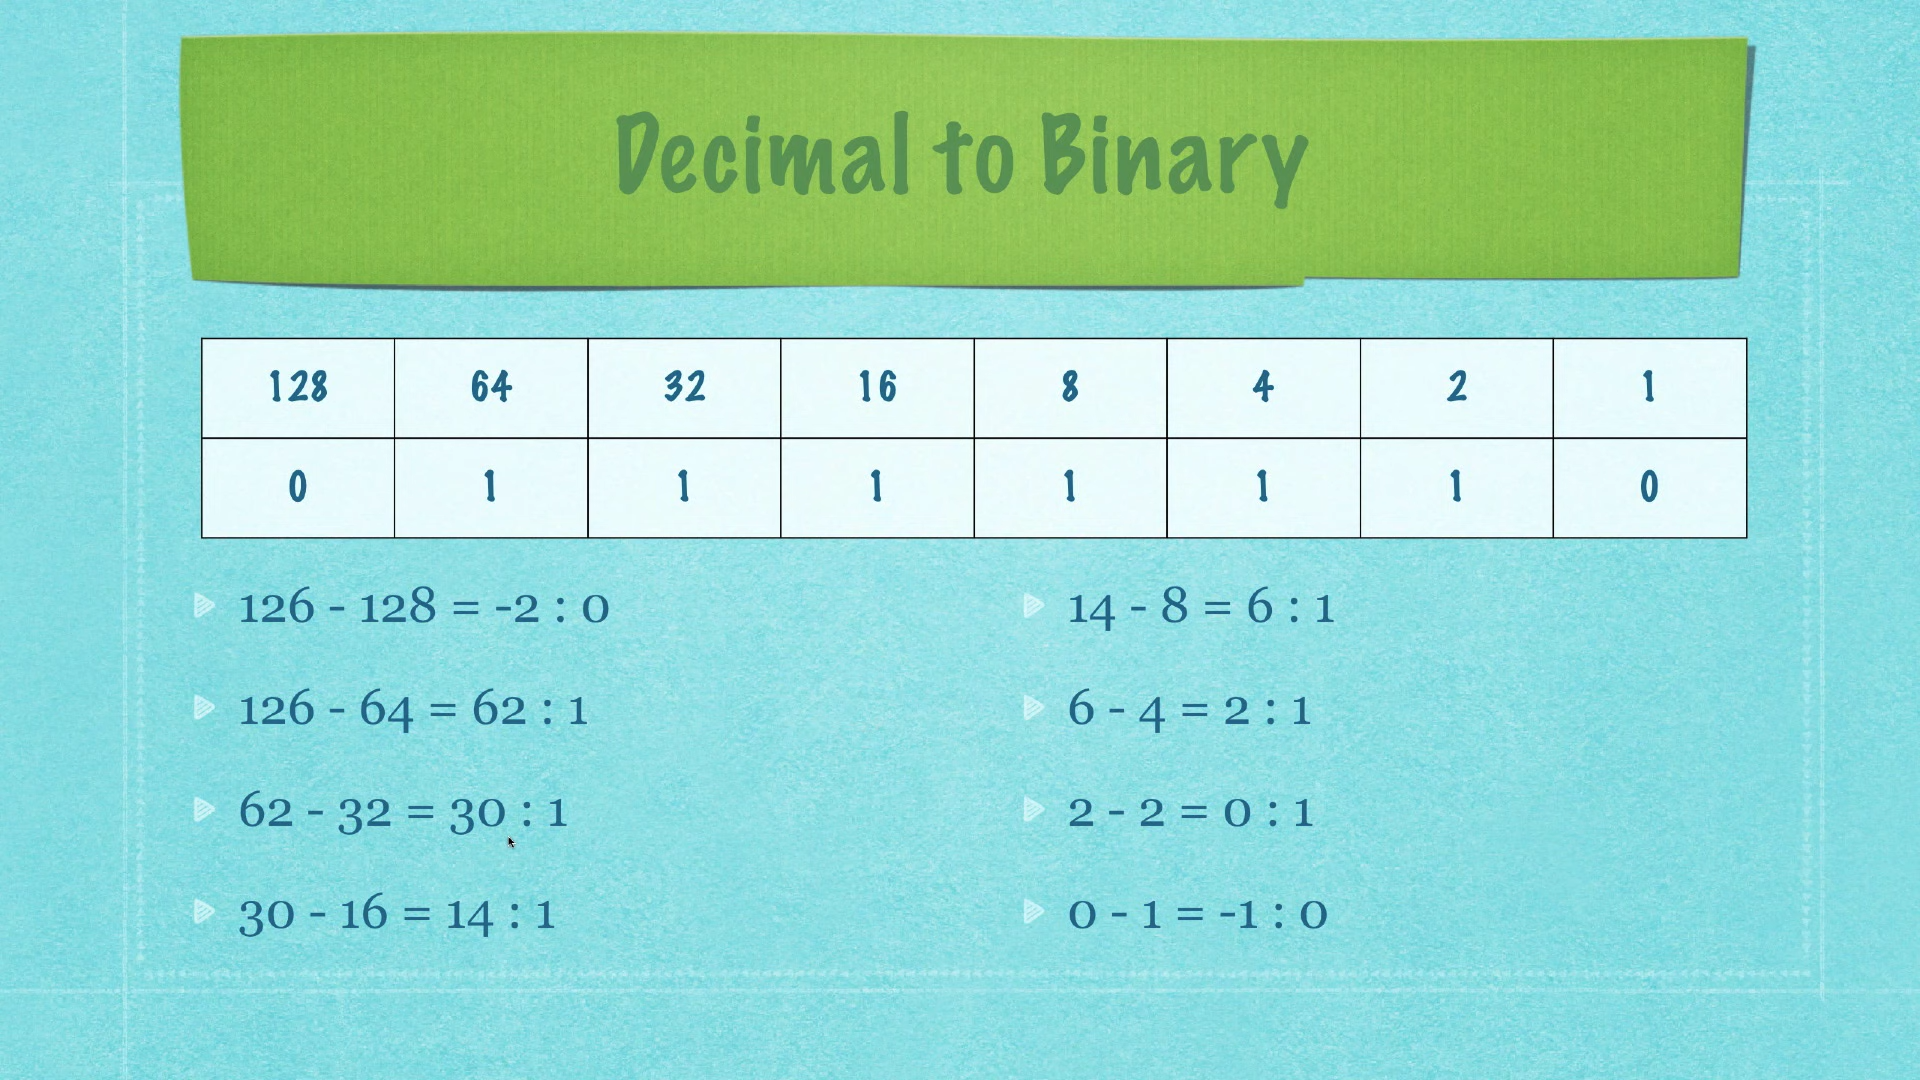 Decimal to Binary
128 64 32 16 8 4 2 1
0 1 1 1 1 1 1 0
126 - 128 = -2 : 0
126 - 64 = 62 : 1
62 - 32 = 30 : 1
30 - 16 = 14 : 1
14 - 8 = 6 : 1
6 - 4 = 2 : 1
2 - 2 = 0 : 1
0 - 1 = -1 : 0